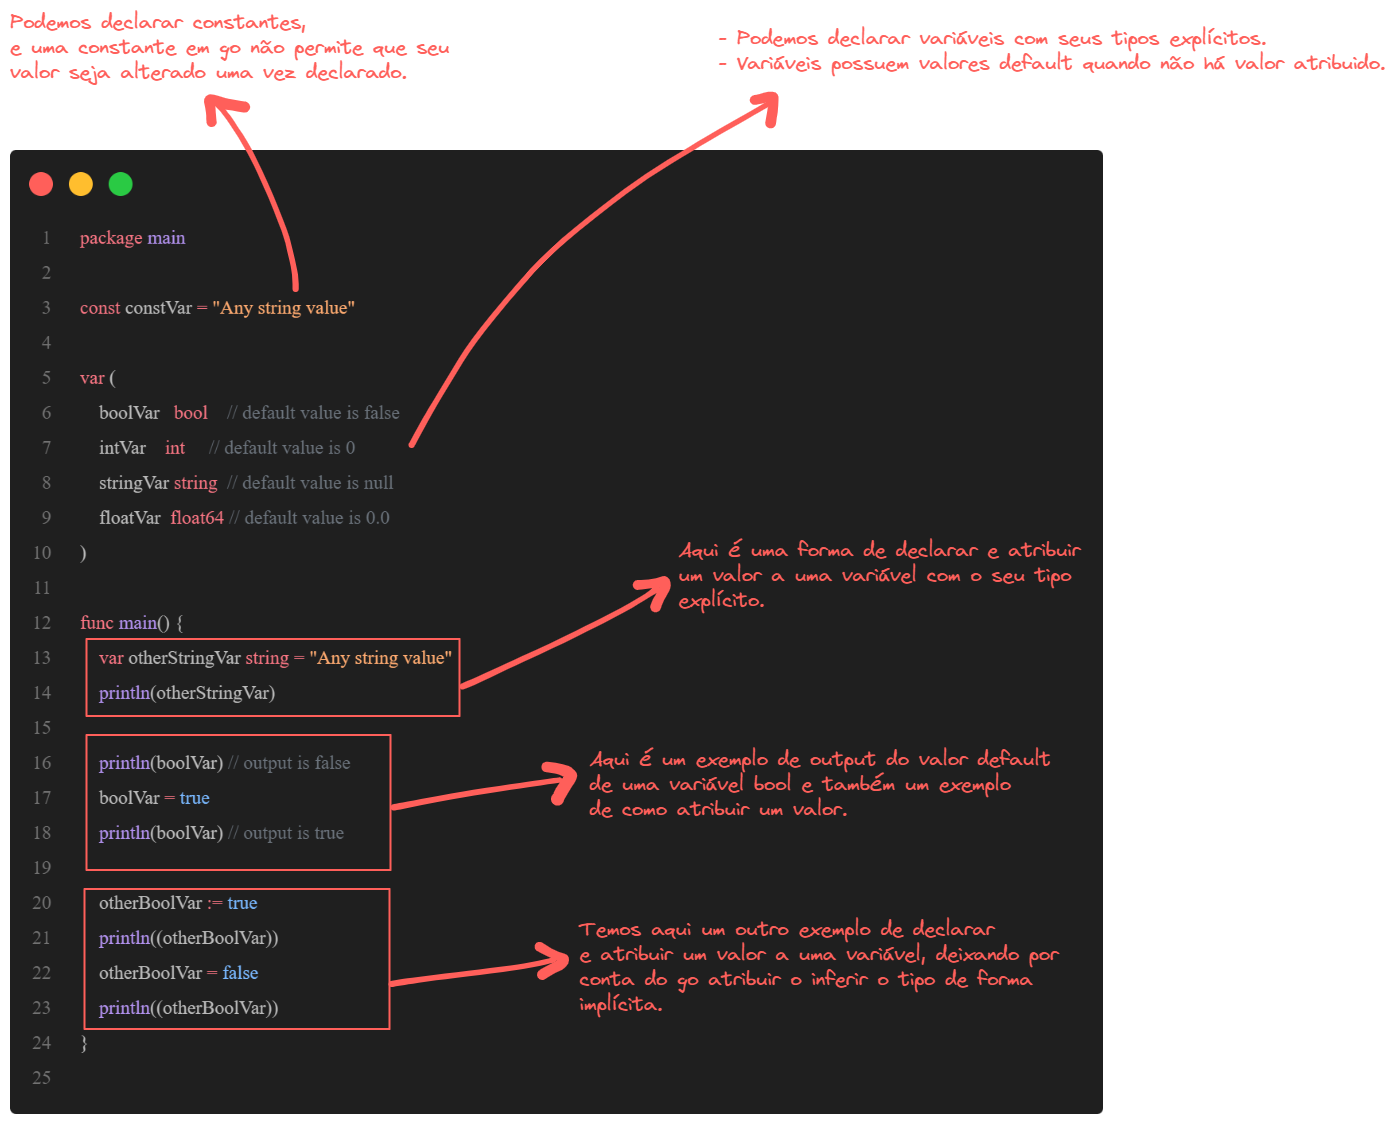 Podemos declarar constantes,
e uma constante em go não permite que seu
valor seja alterado uma vez declarado.
- Podemos declarar variáveis com seus tipos explícitos.
- Variáveis possuem valores default quando não há valor atribuido.
1 package main
2
3 const constVar = "Any string value"
4
5 var (
6 boolVar bool // default value is false
7 intVar int // default value is 0
8 stringVar string // default value is null
9 floatVar float64 // default value is 0.0
10 )
11
12 func main() {
13 var otherStringVar string = "Any string value"
14 println(otherStringVar)
15
16 println(boolVar) // output is false
17 boolVar = true
18 println(boolVar) // output is true
19
20 otherBoolVar := true
21 println((otherBoolVar))
22 otherBoolVar = false
23 println((otherBoolVar))
24 }
25
Aqui é uma forma de declarar e atribuir
um valor a uma variável com o seu tipo
explícito.
Aqui É um exemplo de output do valor default
de uma variável bool e também um exemplo
de como atribuir um valor.
Temos aqui um outro exemplo de declarar
e atribuir um valor a uma variável, deixando por
conta do go atribuir o inferir o tipo de forma
implícita.